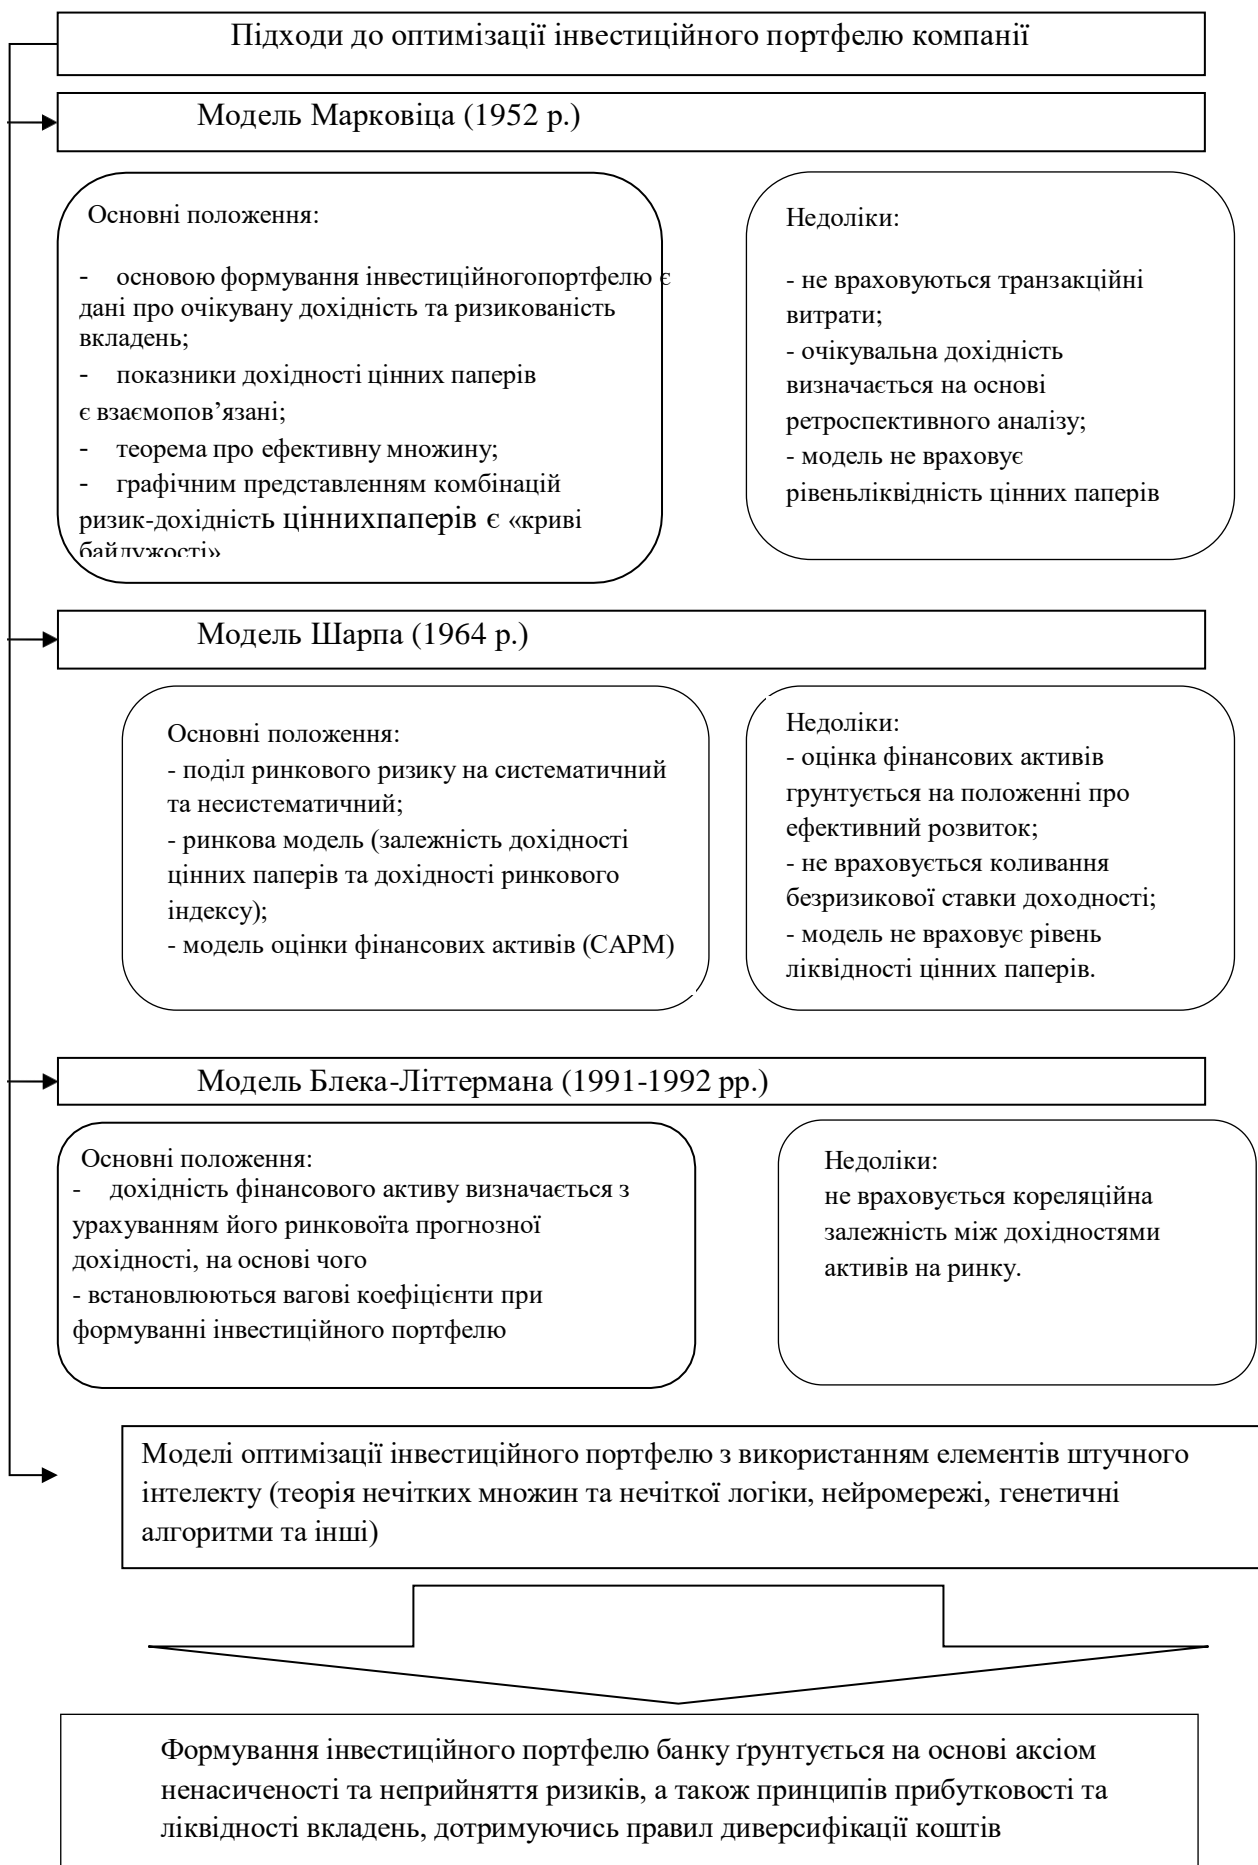 Підходи до оптимізації інвестиційного портфелю компанії
Модель Марковіца (1952 р.)
Основні положення:
- основою формування інвестиційногопортфелю є
дані про очікувану дохідність та ризикованість
вкладень;
- показники дохідності цінних паперів
є взаємопов’язані;
- теорема про ефективну множину;
- графічним представленням комбінацій
ризик-дохідність ціннихпаперів є «криві
байдужості»
Недоліки:
- не враховуються транзакційні
витрати;
- очікувальна дохідність
визначається на основі
ретроспективного аналізу;
- модель не враховує
рівеньліквідність цінних паперів
Модель Шарпа (1964 р.)
Основні положення:
- поділ ринкового ризику на систематичний
та несистематичний;
- ринкова модель (залежність дохідності
цінних паперів та дохідності ринкового
індексу);
- модель оцінки фінансових активів (САРМ)
Недоліки:
- оцінка фінансових активів
грунтується на положенні про
ефективний розвиток;
- не враховується коливання
безризикової ставки доходності;
- модель не враховує рівень
ліквідності цінних паперів.
Модель Блека-Літтермана (1991-1992 рр.)
Основні положення:
- дохідність фінансового активу визначається з
урахуванням його ринковоїта прогнозної
дохідності, на основі чого
- встановлюються вагові коефіцієнти при
формуванні інвестиційного портфелю
Недоліки:
не враховується кореляційна
залежність між дохідностями
активів на ринку.
Моделі оптимізації інвестиційного портфелю з використанням елементів штучного
інтелекту (теорія нечітких множин та нечіткої логіки, нейромережі, генетичні
алгоритми та інші)
Формування інвестиційного портфелю банку ґрунтується на основі аксіом
ненасиченості та неприйняття ризиків, а також принципів прибутковості та
ліквідності вкладень, дотримуючись правил диверсифікації коштів